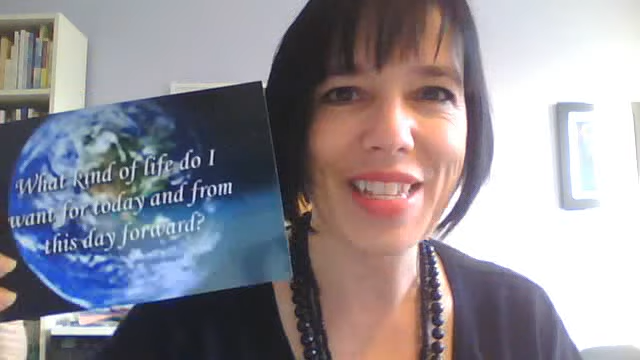 What kind of life do I
want for today and from
this day forward?